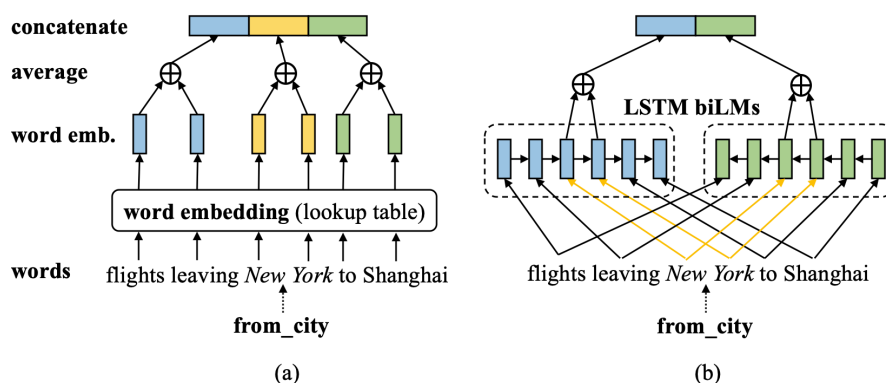 concatenate
average
word emb.
word embedding (lookup table)
words
flights leaving New York to Shanghai
from_city
(a)
LSTM biLMs
flights leaving New York to Shanghai
from_city
(b)